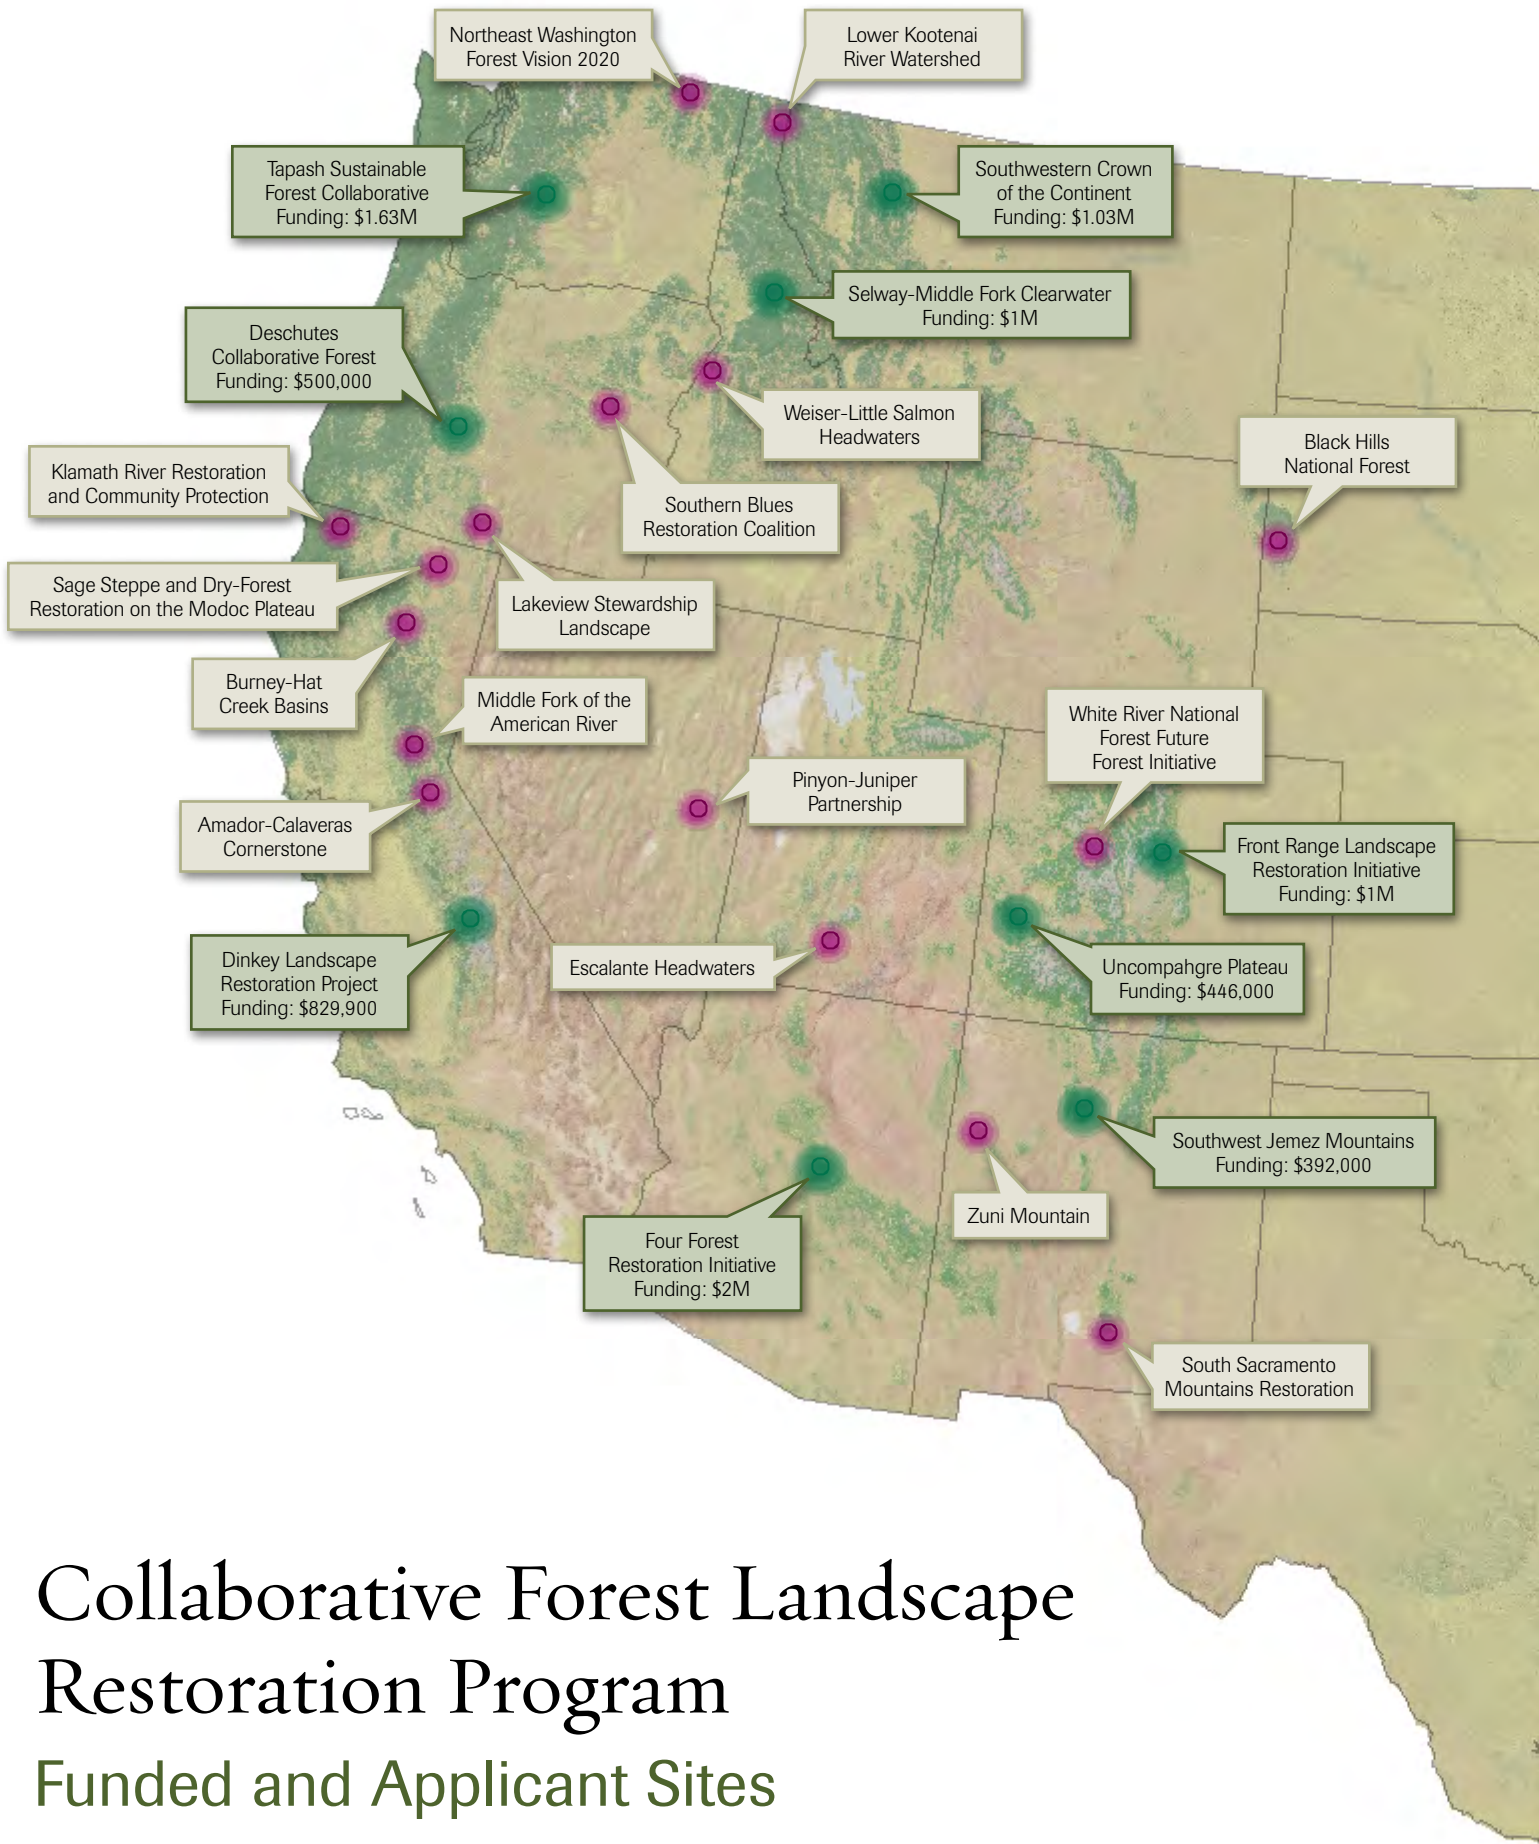 Northeast Washington
Forest Vision 2020
Lower Kootenai
River Watershed
Tapash Sustainable
Forest Collaborative
Funding: $1.63M
Southwestern Crown
of the Continent
Funding: $1.03M
Selway-Middle Fork Clearwater
Funding: $1M
Deschutes
Collaborative Forest
Funding: $500,000
Weiser-Little Salmon
Headwaters
Black Hills
National Forest
Klamath River Restoration
and Community Protection
Southern Blues
Restoration Coalition
Sage Steppe and Dry-Forest
Restoration on the Modoc Plateau
Lakeview Stewardship
Landscape
Burney-Hat
Creek Basins
Middle Fork of the
American River
White River National
Forest Future
Forest Initiative
Pinyon-Juniper
Partnership
Amador-Calaveras
Cornerstone
Front Range Landscape
Restoration Initiative
Funding: $1M
Dinkey Landscape
Restoration Project
Funding: $829,900
Escalante Headwaters
Uncompahgre Plateau
Funding: $446,000
Southwest Jemez Mountains
Funding: $392,000
Zuni Mountain
Four Forest
Restoration Initiative
Funding: $2M
South Sacramento
Mountains Restoration
Collaborative Forest Landscape
Restoration Program
Funded and Applicant Sites